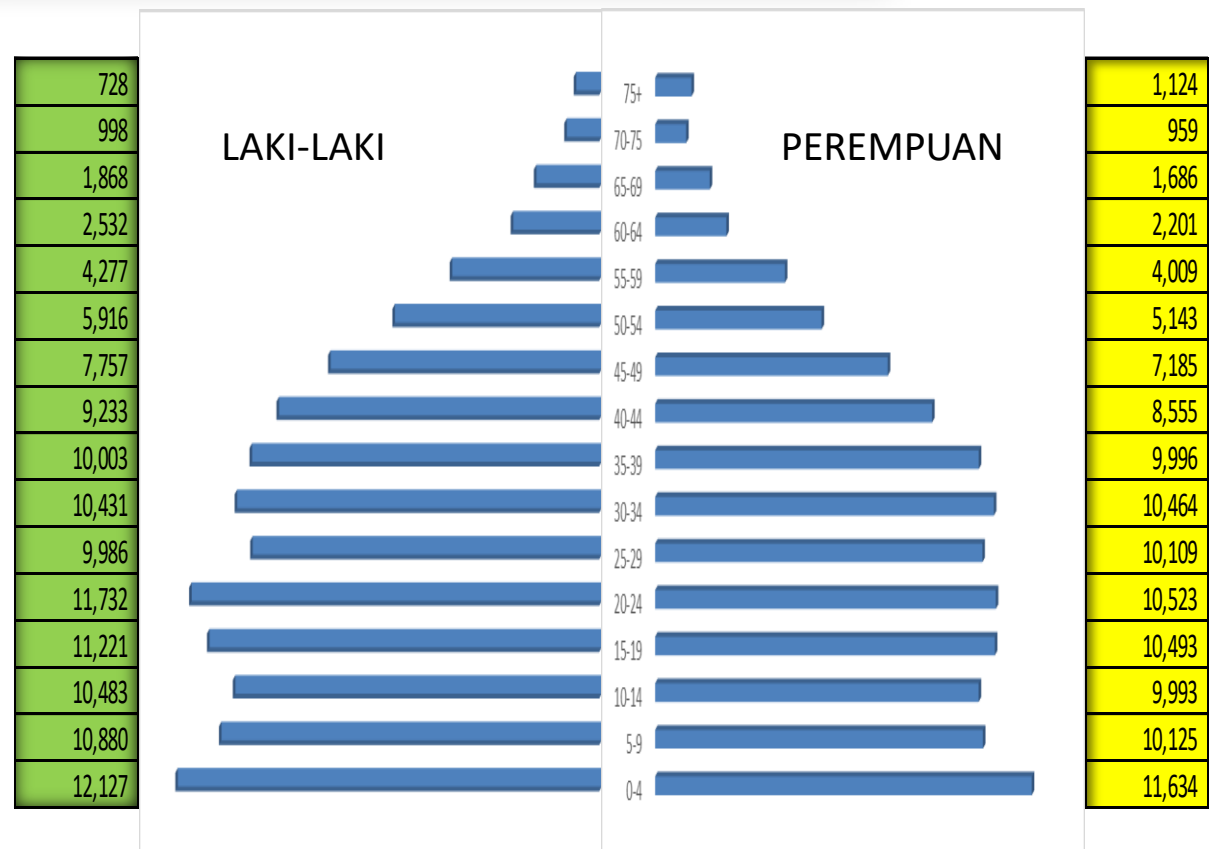 728 75+ 1,124
LAKI-LAKI PEREMPUAN
998 70-75 959
1,868 65-69 1,686
2,532 60-64 2,201
4,277 55-59 4,009
5,916 50-54 5,143
7,757 45-49 7,185
9,233 40-44 8,555
10,003 35-39 9,996
10,431 30-34 10,464
9,986 25-29 10,109
11,732 20-24 10,523
11,221 15-19 10,493
10,483 10-14 9,993
10,880 5-9 10,125
12,127 0-4 11,634